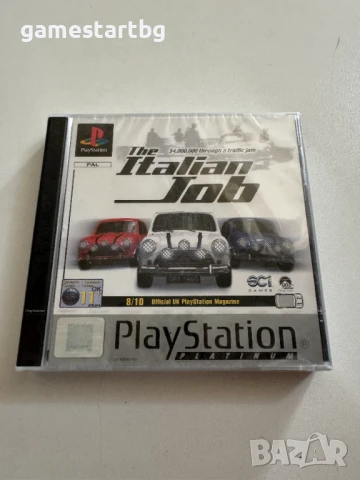 gamestartbg
PlayStation
PAL
$4,000,000 through a traffic jam
The
Italian
Job
11
SCi
GAMES
8/10 Official UK PlayStation Magazine
PlayStation
PLATINUM
BAZAR